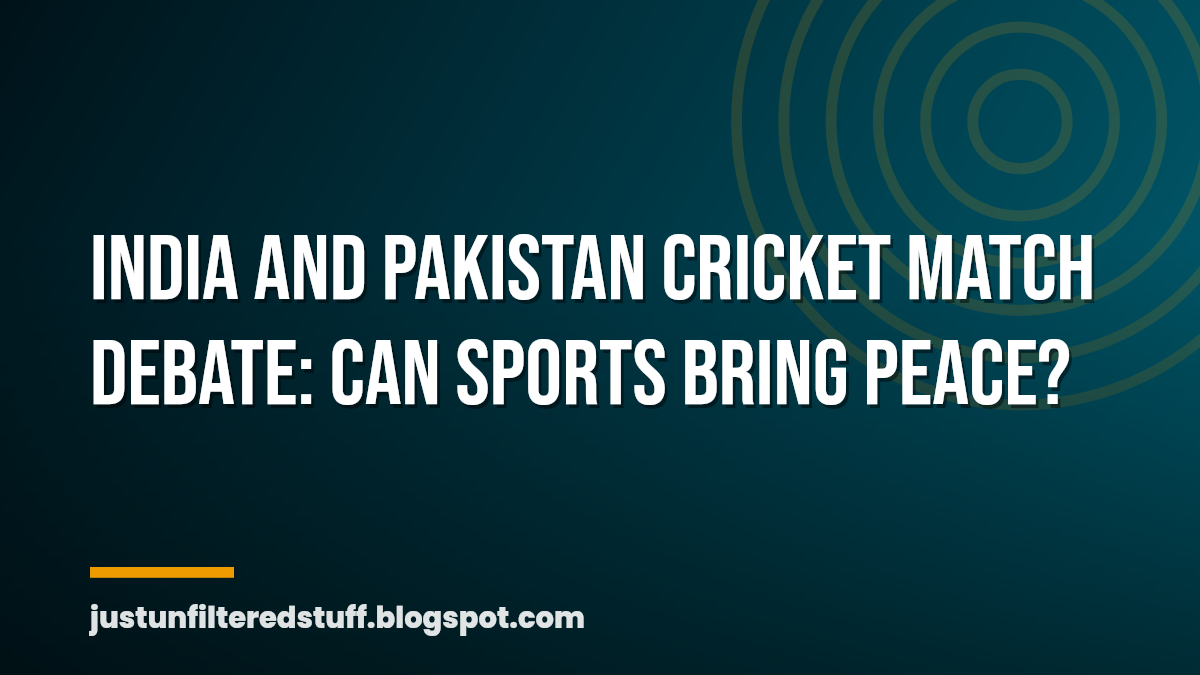 INDIA AND PAKISTAN CRICKET MATCH
DEBATE: CAN SPORTS BRING PEACE?
justunfilteredstuff.blogspot.com